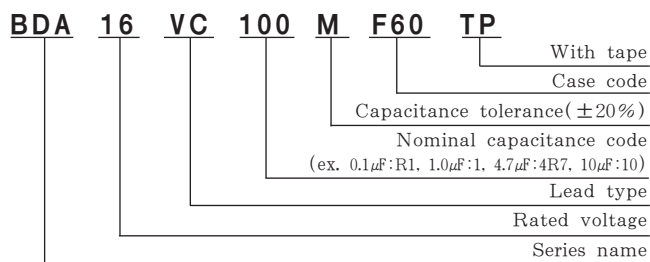 BDA 16 VC 100 M F60 TP
With tape
Case code
Capacitance tolerance(±20%)
Nominal capacitance code
(ex. 0.1μF:R1, 1.0μF:1, 4.7μF:4R7, 10μF:10)
Lead type
Rated voltage
Series name